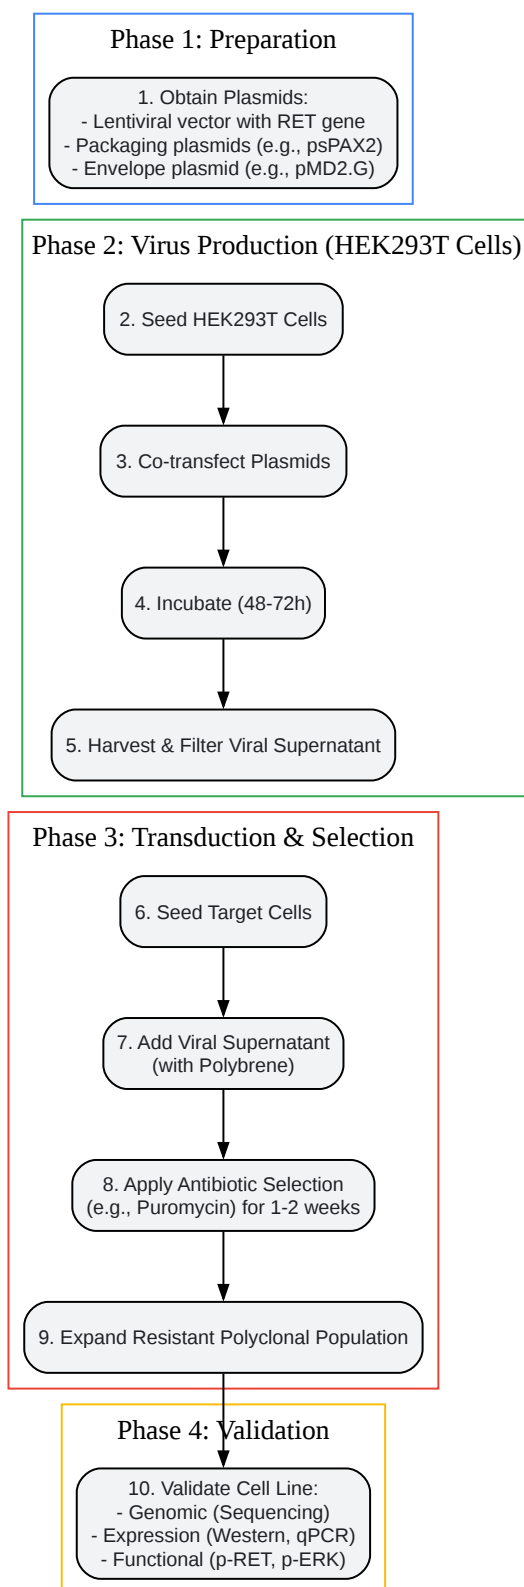 Phase 1: Preparation
1. Obtain Plasmids:
- Lentiviral vector with RET gene
- Packaging plasmids (e.g., psPAX2)
- Envelope plasmid (e.g., pMD2.G)
Phase 2: Virus Production (HEK293T Cells)
2. Seed HEK293T Cells
3. Co-transfect Plasmids
4. Incubate (48-72h)
5. Harvest & Filter Viral Supernatant
Phase 3: Transduction & Selection
6. Seed Target Cells
7. Add Viral Supernatant
(with Polybrene)
8. Apply Antibiotic Selection
(e.g., Puromycin) for 1-2 weeks
9. Expand Resistant Polyclonal Population
Phase 4: Validation
10. Validate Cell Line:
- Genomic (Sequencing)
- Expression (Western, qPCR)
- Functional (p-RET, p-ERK)